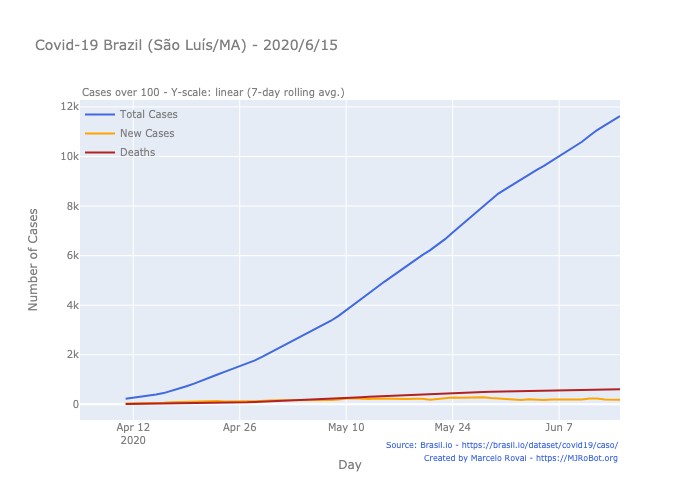 Covid-19 Brazil (São Luís/MA) - 2020/6/15
Cases over 100 - Y-scale: linear (7-day rolling avg.)
Total Cases
New Cases
Deaths
12k
10k
8k
6k
4k
2k
0
Number of Cases
Apr 12
2020
Apr 26
May 10
May 24
Jun 7
Day
Source: Brasil.io - https://brasil.io/dataset/covid19/caso/
Created by Marcelo Rovai - https://MJRoBot.org